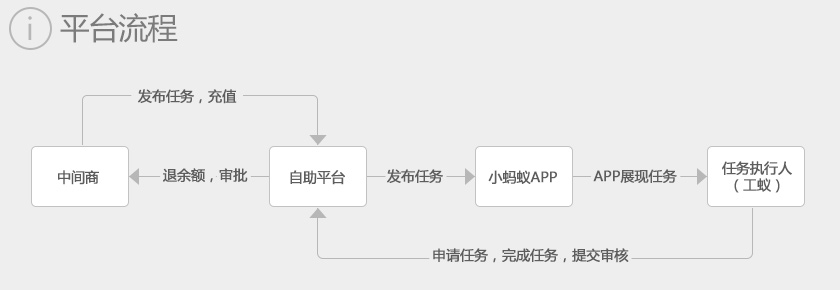 i 平台流程
发布任务，充值
中间商
退余额，审批
自助平台
发布任务
小蚂蚁APP
APP展现任务
任务执行人
（工蚁）
申请任务，完成任务，提交审核